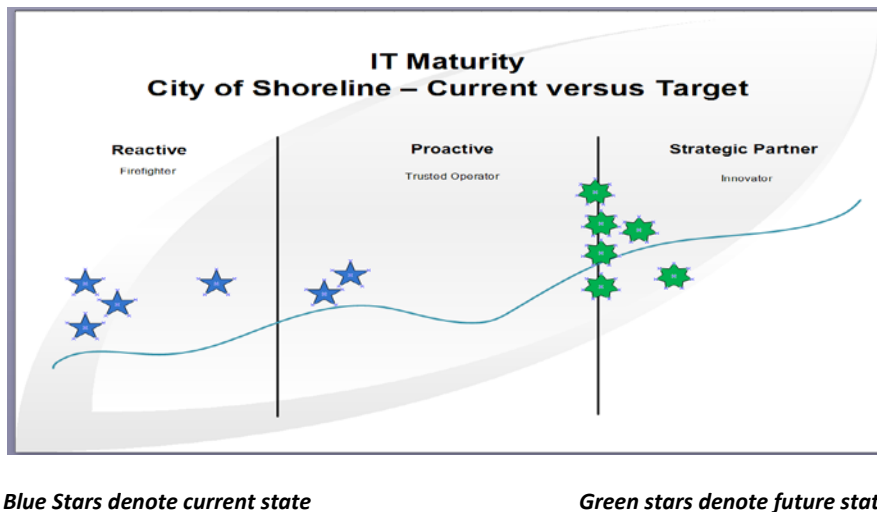 IT Maturity
City of Shoreline – Current versus Target
Reactive
Firefighter
Proactive
Trusted Operator
Strategic Partner
Innovator
Blue Stars denote current state
Green stars denote future stat